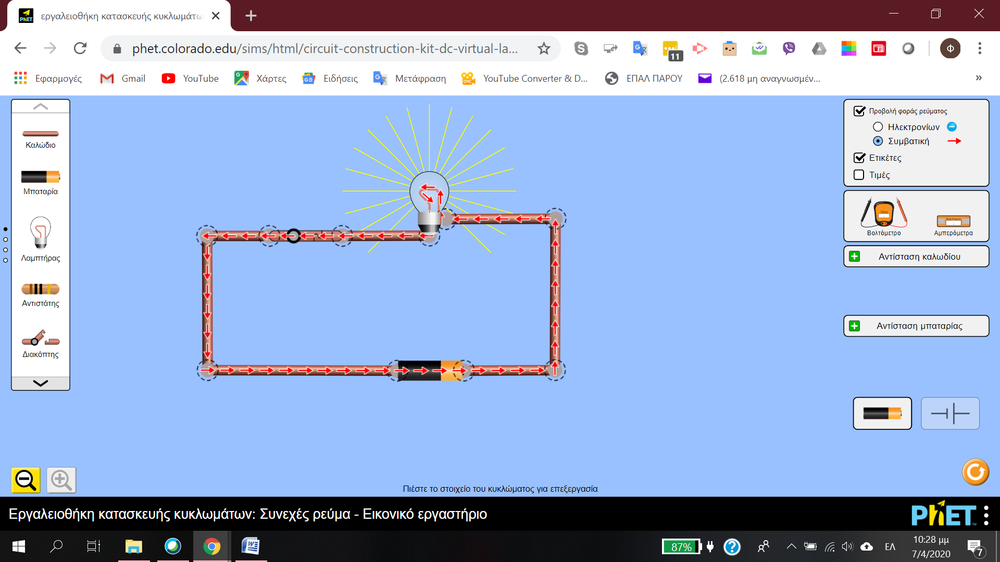 εργαλειοθήκη κατασκευής κυκλωμάτω
phet.colorado.edu/sims/html/circuit-construction-kit-dc-virtual-la...
11
Φ
Εφαρμογές
Gmail
YouTube
Χάρτες
Ειδήσεις
Μετάφραση
YouTube Converter & D...
ΕΠΑΛ ΠΑΡΟΥ
(2.618 μη αναγνωσμέν...
»
Καλώδιο
Μπαταρία
Λαμπτήρας
Αντιστάτης
Διακόπτης
Προβολή φοράς ρεύματος
Ηλεκτρονίων
Συμβατική
Ετικέτες
Τιμές
Βολτόμετρο
Αμπερόμετρα
Αντίσταση καλωδίου
Αντίσταση μπαταρίας
Πιέστε το στοιχείο του κυκλώματος για επεξεργασία
Εργαλειοθήκη κατασκευής κυκλωμάτων: Συνεχές ρεύμα - Εικονικό εργαστήριο
PhET
87%
ΕΛ
10:28 μμ
7/4/2020
7